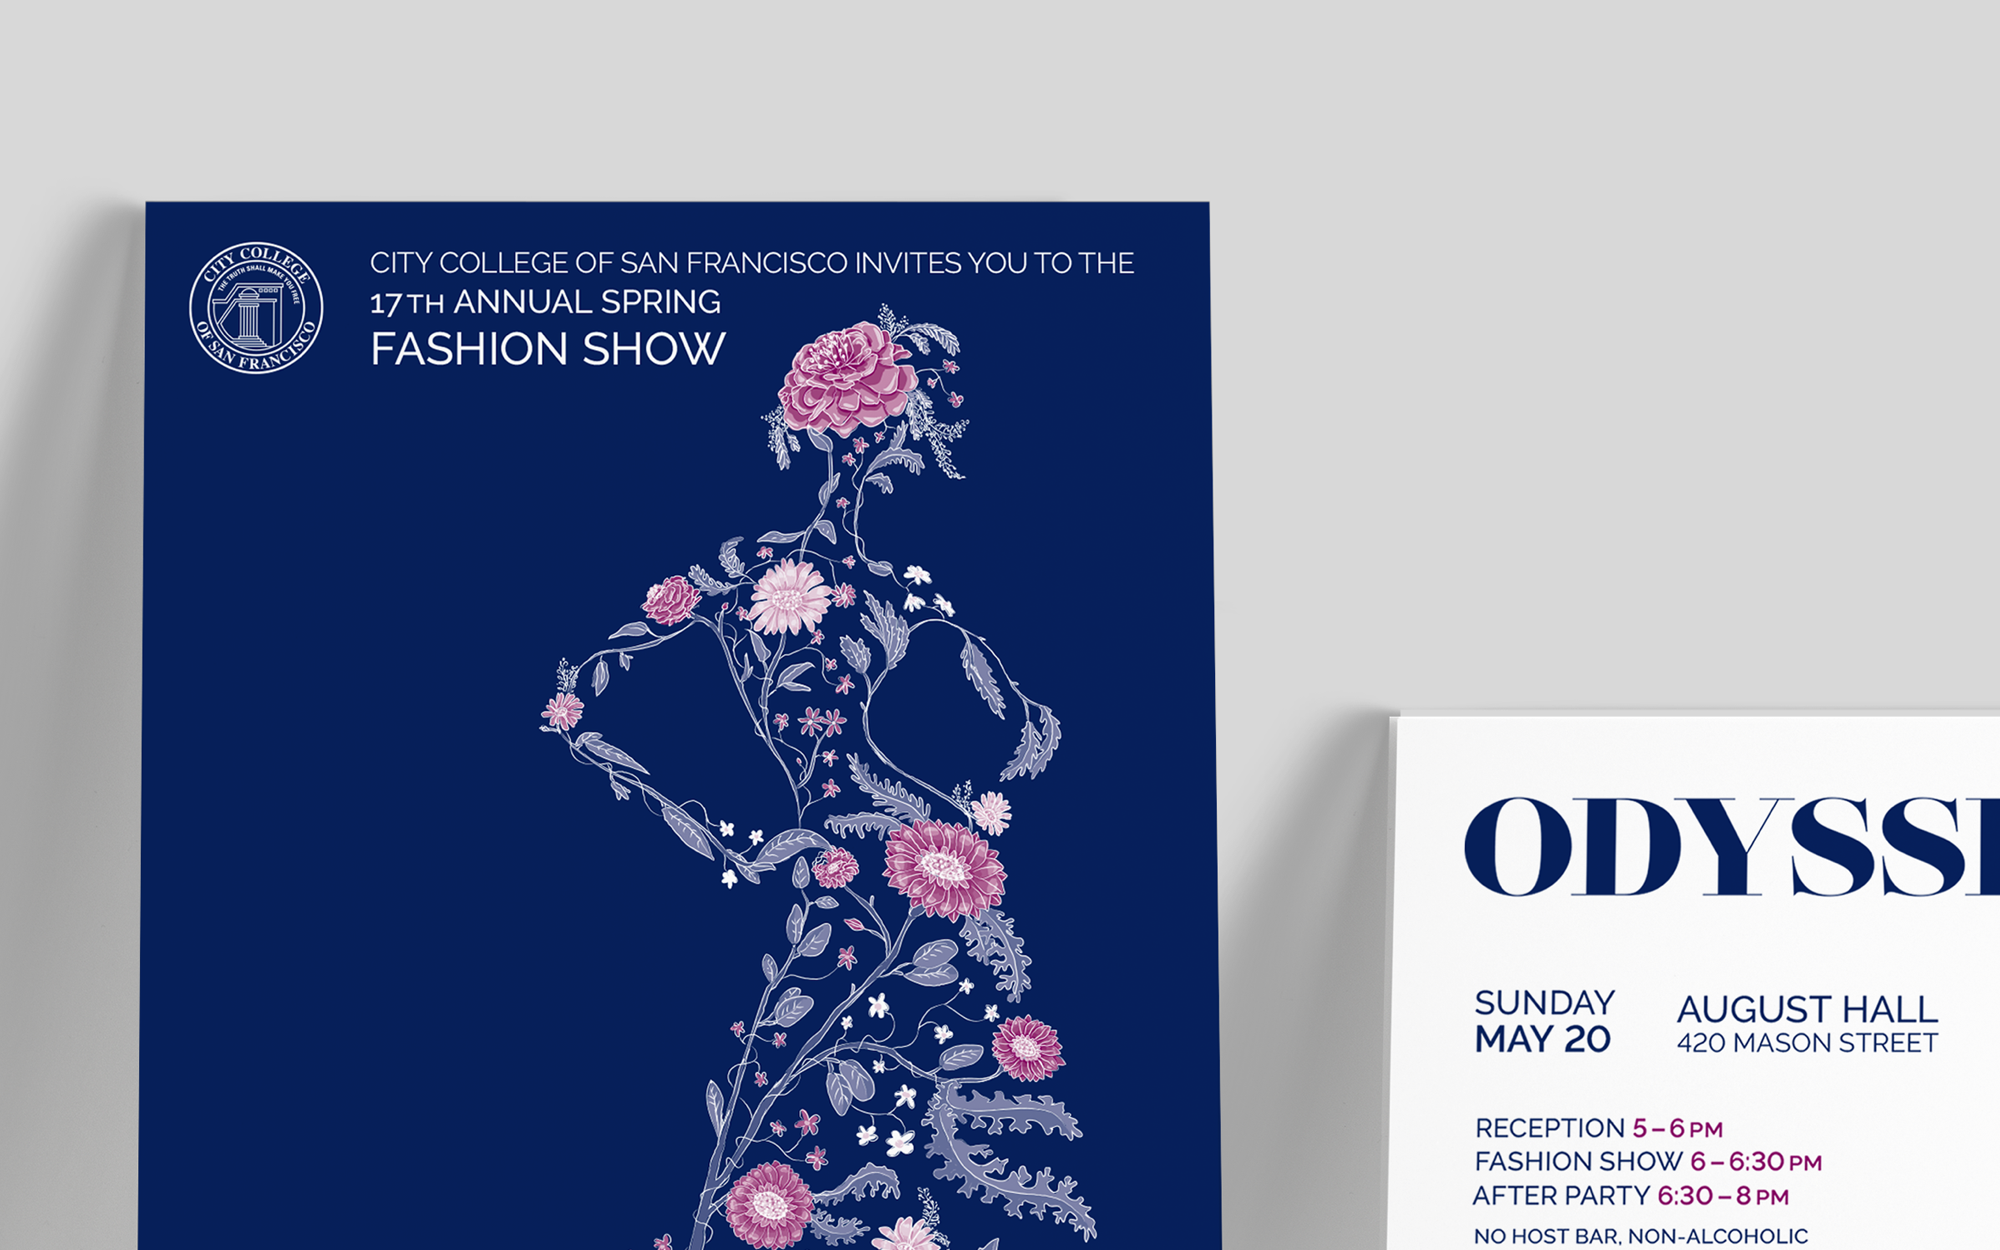 CITY COLLEGE
THE TRUTH SHALL MAKE YOU FREE
OF SAN FRANCISCO
CITY COLLEGE OF SAN FRANCISCO INVITES YOU TO THE
17TH ANNUAL SPRING
FASHION SHOW
ODYSS
SUNDAY
MAY 20
AUGUST HALL
420 MASON STREET
RECEPTION 5–6 PM
FASHION SHOW 6–6:30 PM
AFTER PARTY 6:30–8 PM
NO HOST BAR, NON-ALCOHOLIC